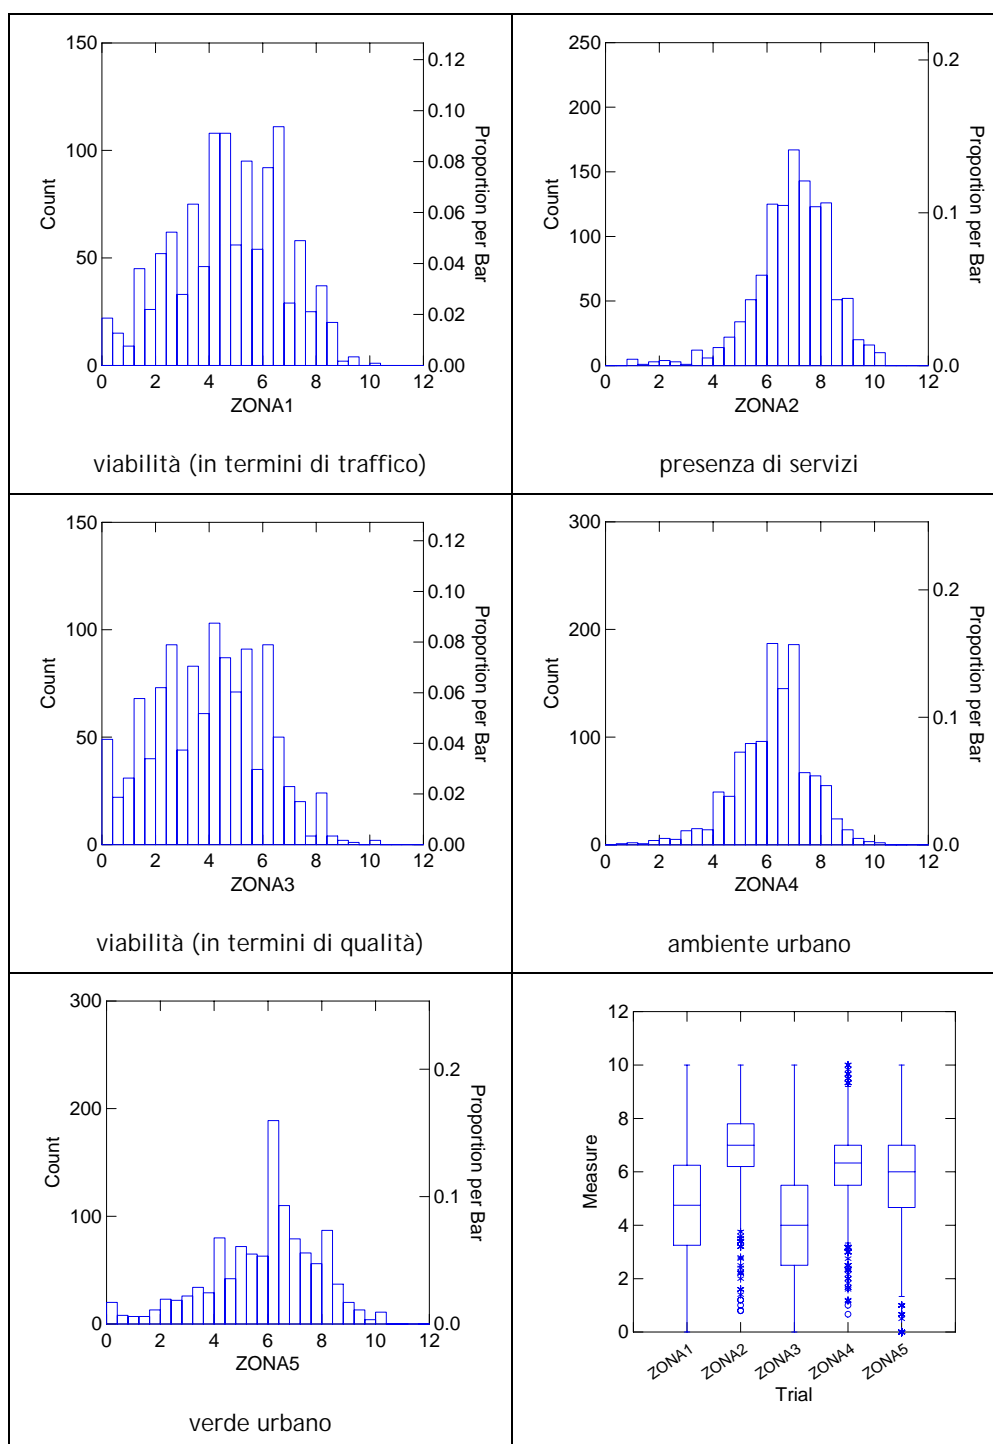 150
100
50
0
Count
0.12
0.10
0.08
0.06
0.04
0.02
0.00
Proportion per Bar
0 2 4 6 8 10 12
ZONA1
viabilità (in termini di traffico)
250
200
150
100
50
0
Count
0.2
0.1
0.0
Proportion per Bar
0 2 4 6 8 10 12
ZONA2
presenza di servizi
150
100
50
0
Count
0.12
0.10
0.08
0.06
0.04
0.02
0.00
Proportion per Bar
0 2 4 6 8 10 12
ZONA3
viabilità (in termini di qualità)
300
200
100
0
Count
0.2
0.1
0.0
Proportion per Bar
0 2 4 6 8 10 12
ZONA4
ambiente urbano
300
200
100
0
Count
0.2
0.1
0.0
Proportion per Bar
0 2 4 6 8 10 12
ZONA5
verde urbano
12
10
8
6
4
2
0
Measure
ZONA1 ZONA2 ZONA3 ZONA4 ZONA5
Trial